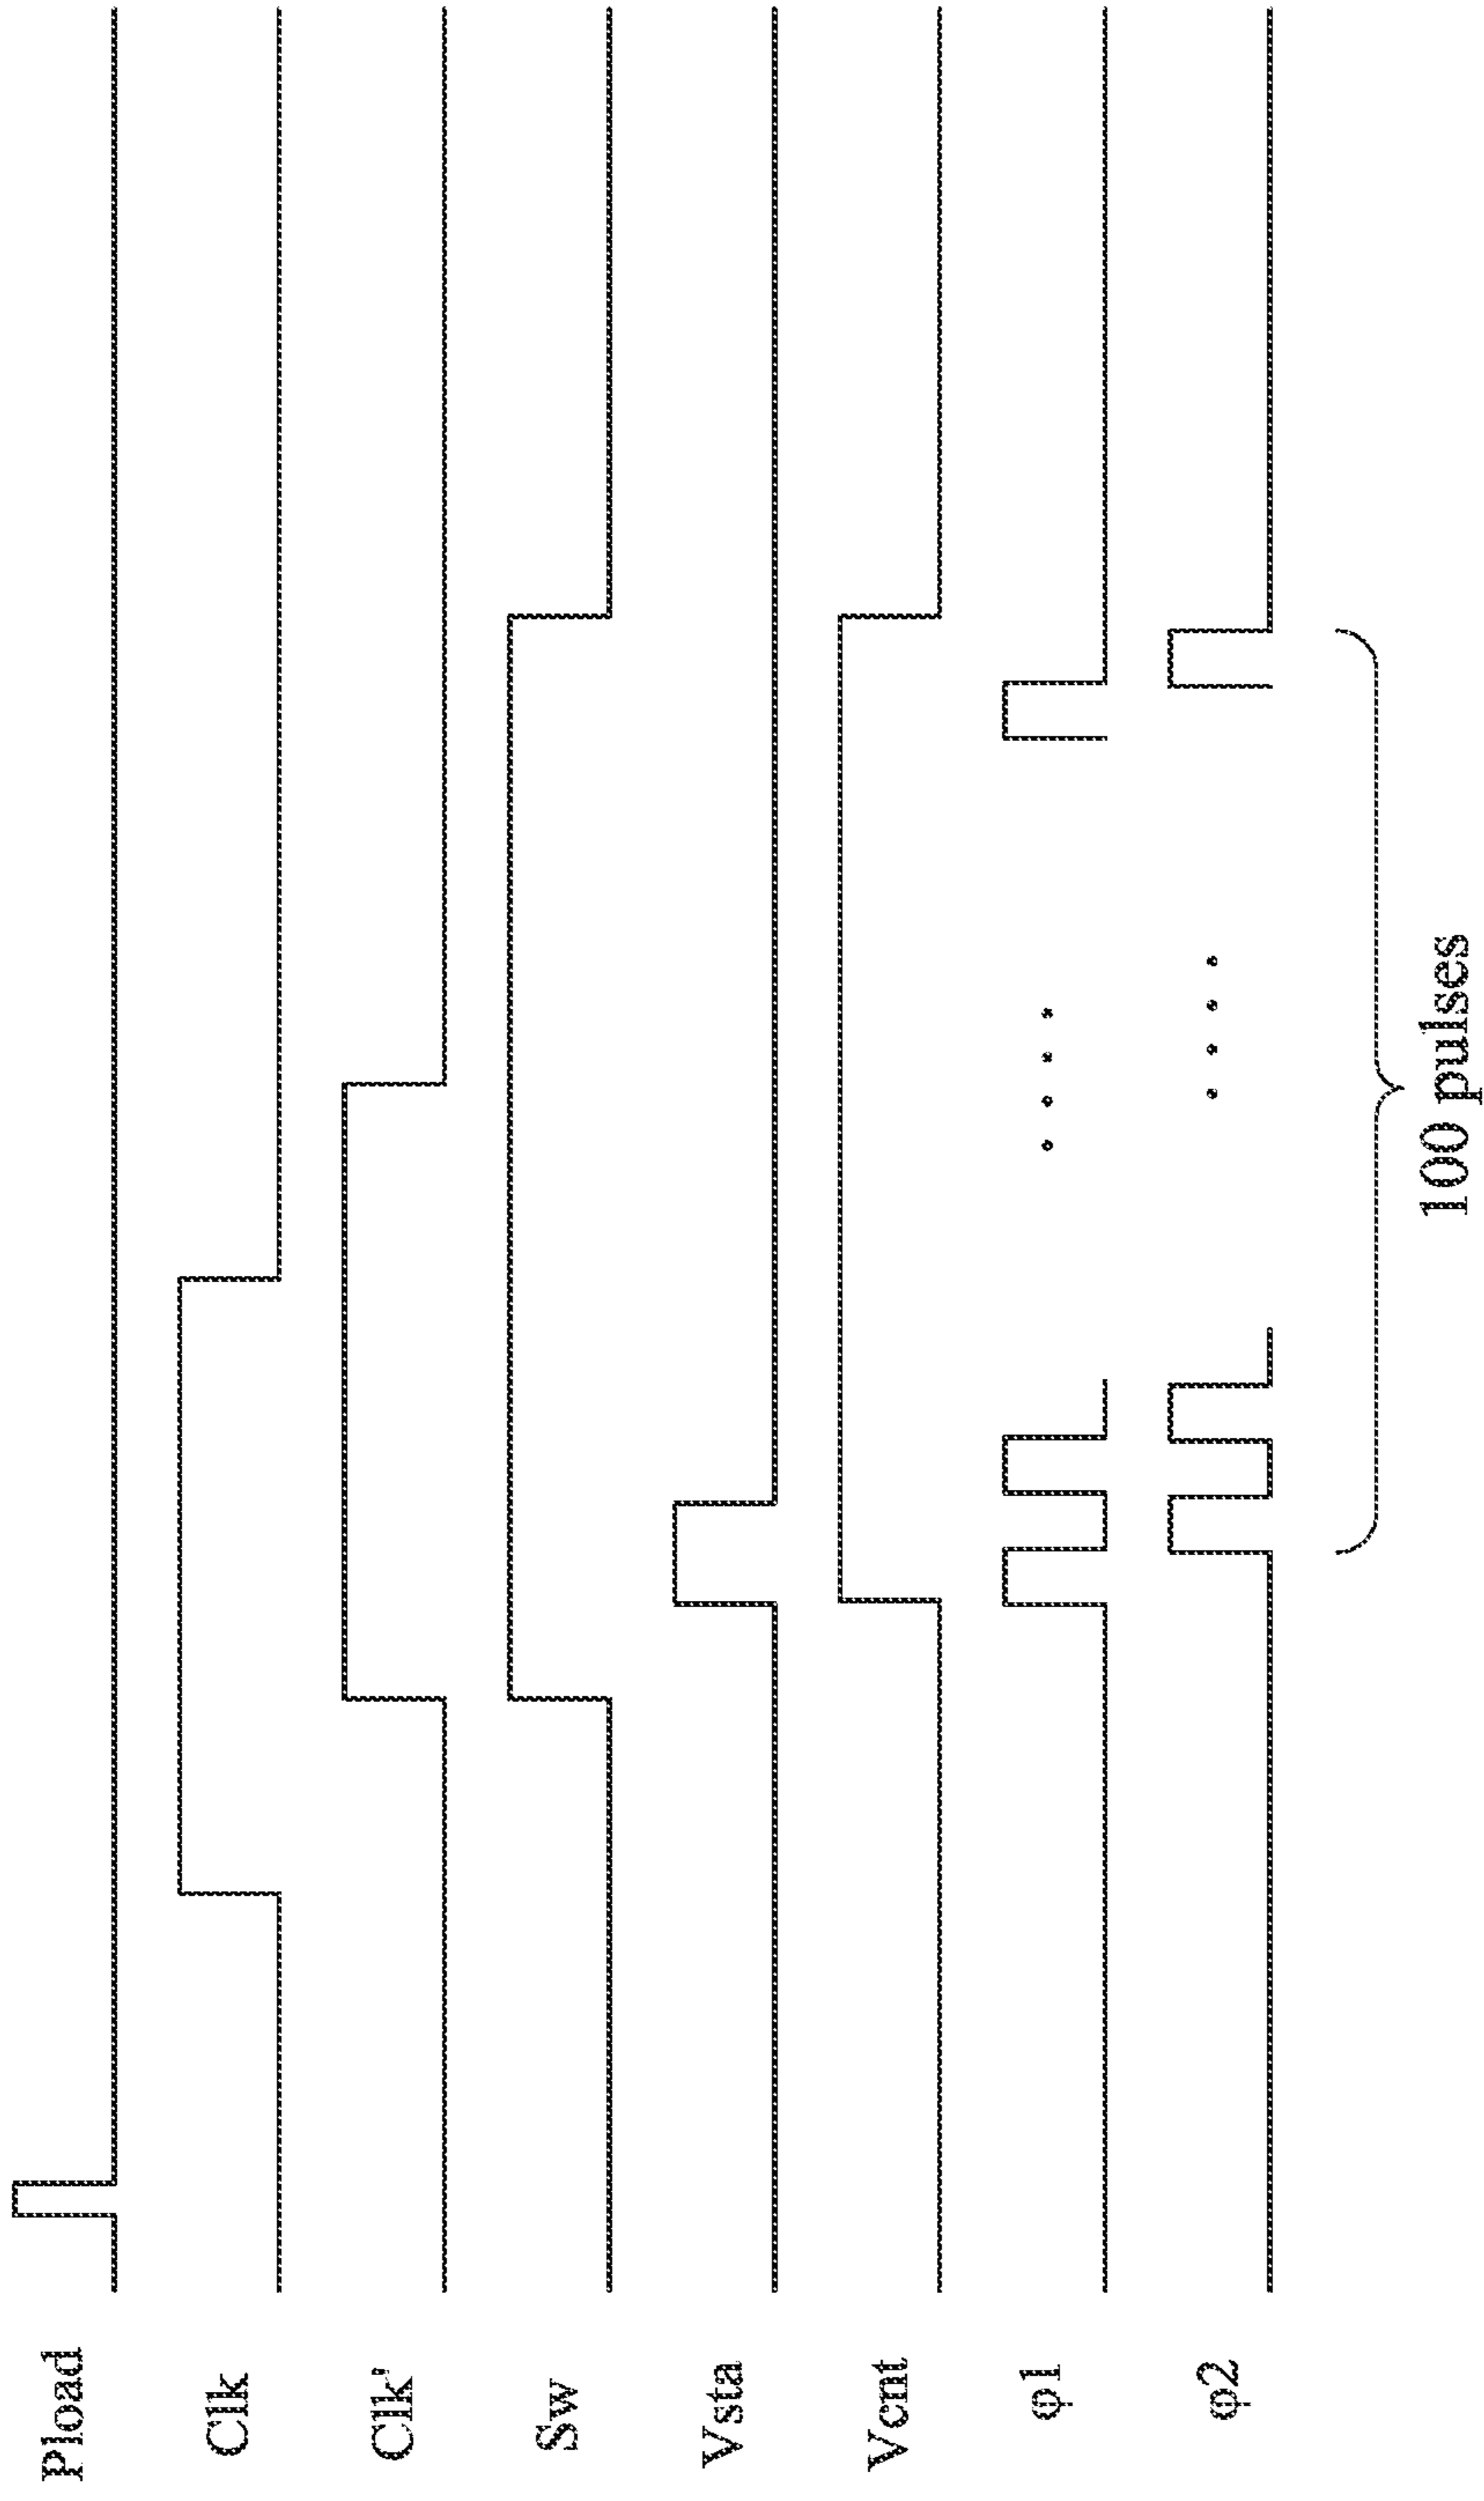 Pload
Clk
Clk'
Sw
Vsta
Vcnt
φ1
φ2
100 pulses